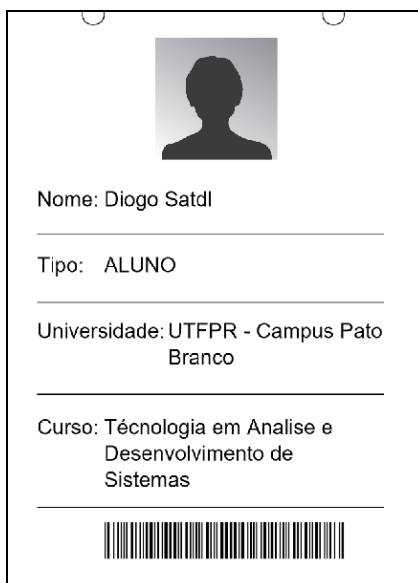 Nome: Diogo Satdl
Tipo: ALUNO
Universidade: UTFPR - Campus Pato
Branco
Curso: Técnologia em Analise e
Desenvolvimento de
Sistemas